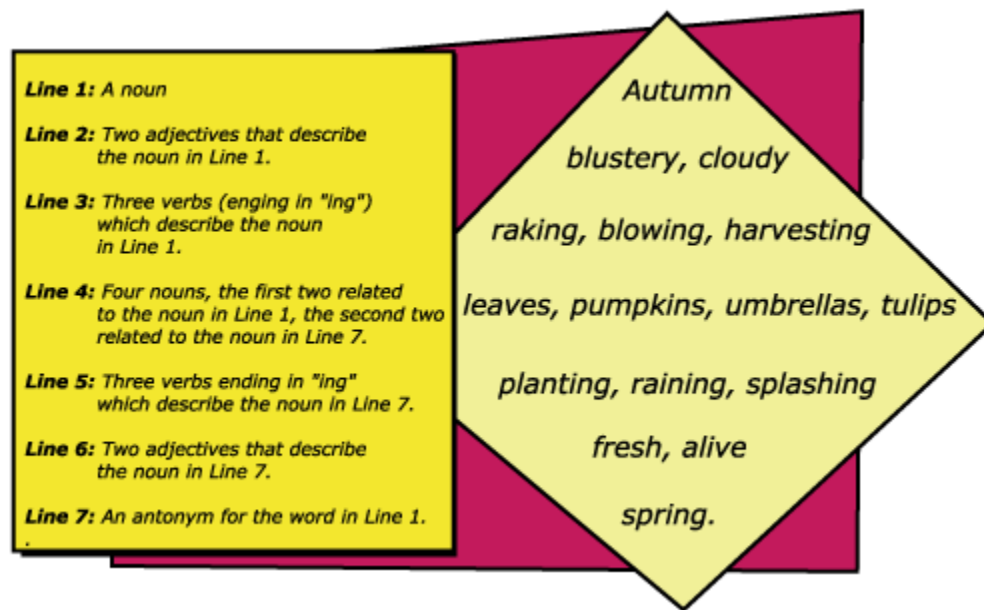 Line 1: A noun
Line 2: Two adjectives that describe
the noun in Line 1.
Line 3: Three verbs (enging in "ing")
which describe the noun
in Line 1.
Line 4: Four nouns, the first two related
to the noun in Line 1, the second two
related to the noun in Line 7.
Line 5: Three verbs ending in "ing"
which describe the noun in Line 7.
Line 6: Two adjectives that describe
the noun in Line 7.
Line 7: An antonym for the word in Line 1.
.
Autumn
blustery, cloudy
raking, blowing, harvesting
leaves, pumpkins, umbrellas, tulips
planting, raining, splashing
fresh, alive
spring.